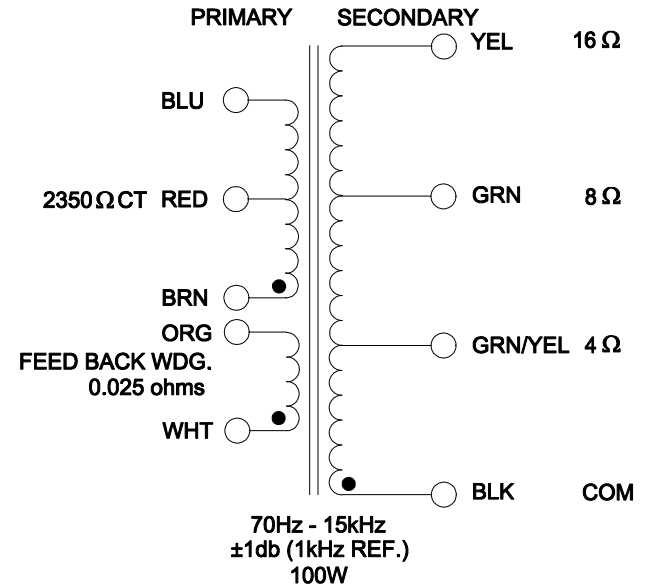 PRIMARY SECONDARY
YEL 16 Ω
BLU
2350 Ω CT RED
GRN 8 Ω
BRN
ORG
FEED BACK WDG.
0.025 ohms
GRN/YEL 4 Ω
WHT
BLK COM
70Hz - 15kHz
±1db (1kHz REF.)
100W